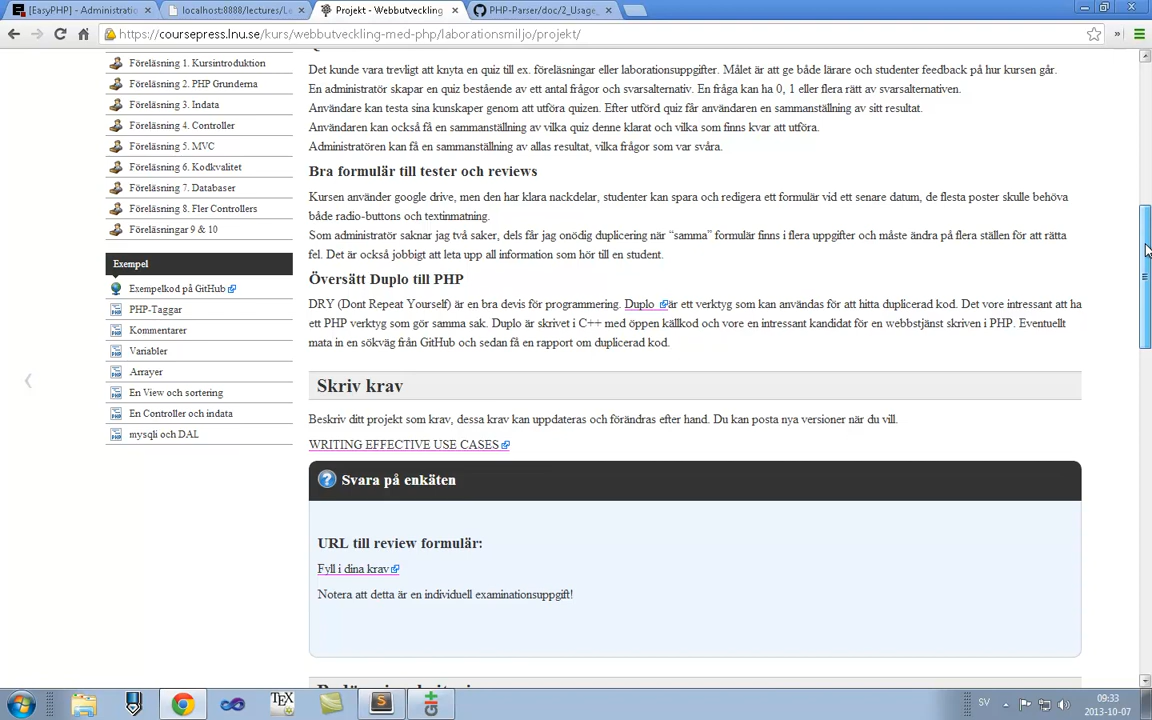 [EasyPHP] - Administratio
localhost:8888/lectures/Le
Projekt - Webbutveckling
PHP-Parser/doc/2_Usage_
https://coursepress.lnu.se/kurs/webbutveckling-med-php/laborationsmiljo/projekt/
Föreläsning 1. Kursintroduktion
Föreläsning 2. PHP Grunderna
Föreläsning 3. Indata
Föreläsning 4. Controller
Föreläsning 5. MVC
Föreläsning 6. Kodkvalitet
Föreläsning 7. Databaser
Föreläsning 8. Fler Controllers
Föreläsningar 9 & 10
Exempel
Exempelkod på GitHub
PHP-Taggar
Kommentarer
Variabler
Arrayer
En View och sortering
En Controller och indata
mysqli och DAL
Det kunde vara trevligt att knyta en quiz till ex. föreläsningar eller laborationsuppgifter. Målet är att ge både lärare och studenter feedback på hur kursen går.
En administratör skapar en quiz bestående av ett antal frågor och svarsalternativ. En fråga kan ha 0, 1 eller flera rätt av svarsalternativen.
Användare kan testa sina kunskaper genom att utföra quizen. Efter utförd quiz får användaren en sammanställning av sitt resultat.
Användaren kan också få en sammanställning av vilka quiz denne klarat och vilka som finns kvar att utföra.
Administratören kan få en sammanställning av allas resultat, vilka frågor som var svåra.
Bra formulär till tester och reviews
Kursen använder google drive, men den har klara nackdelar, studenter kan spara och redigera ett formulär vid ett senare datum, de flesta poster skulle behöva
både radio-buttons och textinmatning.
Som administratör saknar jag två saker, dels får jag onödig duplicering när “samma” formulär finns i flera uppgifter och måste ändra på flera ställen för att rätta
fel. Det är också jobbigt att leta upp all information som hör till en student.
Översätt Duplo till PHP
DRY (Dont Repeat Yourself) är en bra devis för programmering. Duplo är ett verktyg som kan användas för att hitta duplicerad kod. Det vore intressant att ha
ett PHP verktyg som gör samma sak. Duplo är skrivet i C++ med öppen källkod och vore en intressant kandidat för en webbstjänst skriven i PHP. Eventuellt
mata in en sökväg från GitHub och sedan få en rapport om duplicerad kod.
Skriv krav
Beskriv ditt projekt som krav, dessa krav kan uppdateras och förändras efter hand. Du kan posta nya versioner när du vill.
WRITING EFFECTIVE USE CASES
Svara på enkäten
URL till review formulär:
Fyll i dina krav
Notera att detta är en individuell examinationsuppgift!
SV
09:33
2013-10-07